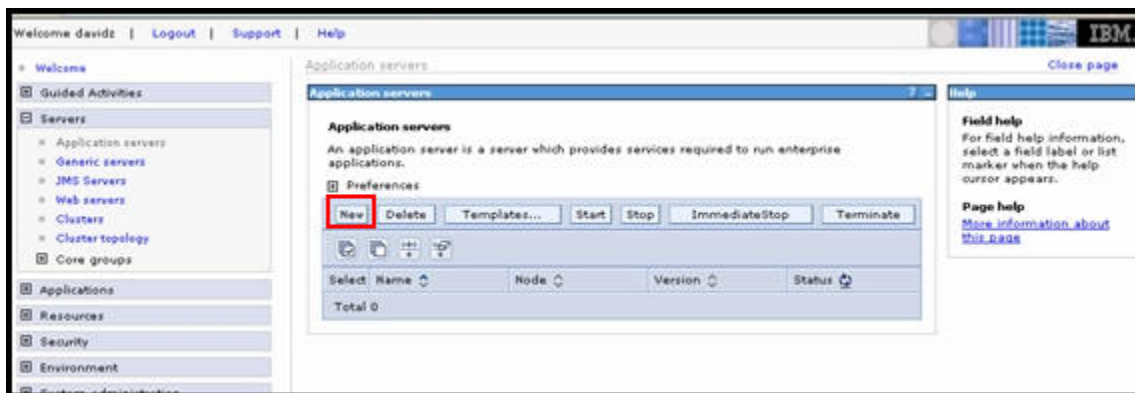 Welcome davidz | Logout | Support | Help
IBM.
Welcome
Guided Activities
Servers
Application servers
Generic servers
JMS Servers
Web servers
Clusters
Cluster topology
Core groups
Applications
Resources
Security
Environment
System administration
Application servers
Close page
Application servers
? -
Application servers
An application server is a server which provides services required to run enterprise
applications.
Preferences
New Delete Templates... Start Stop ImmediateStop Terminate
Select Name Node Version Status
Total 0
Help
Field help
For field help information,
select a field label or list
marker when the help
cursor appears.
Page help
More information about
this page